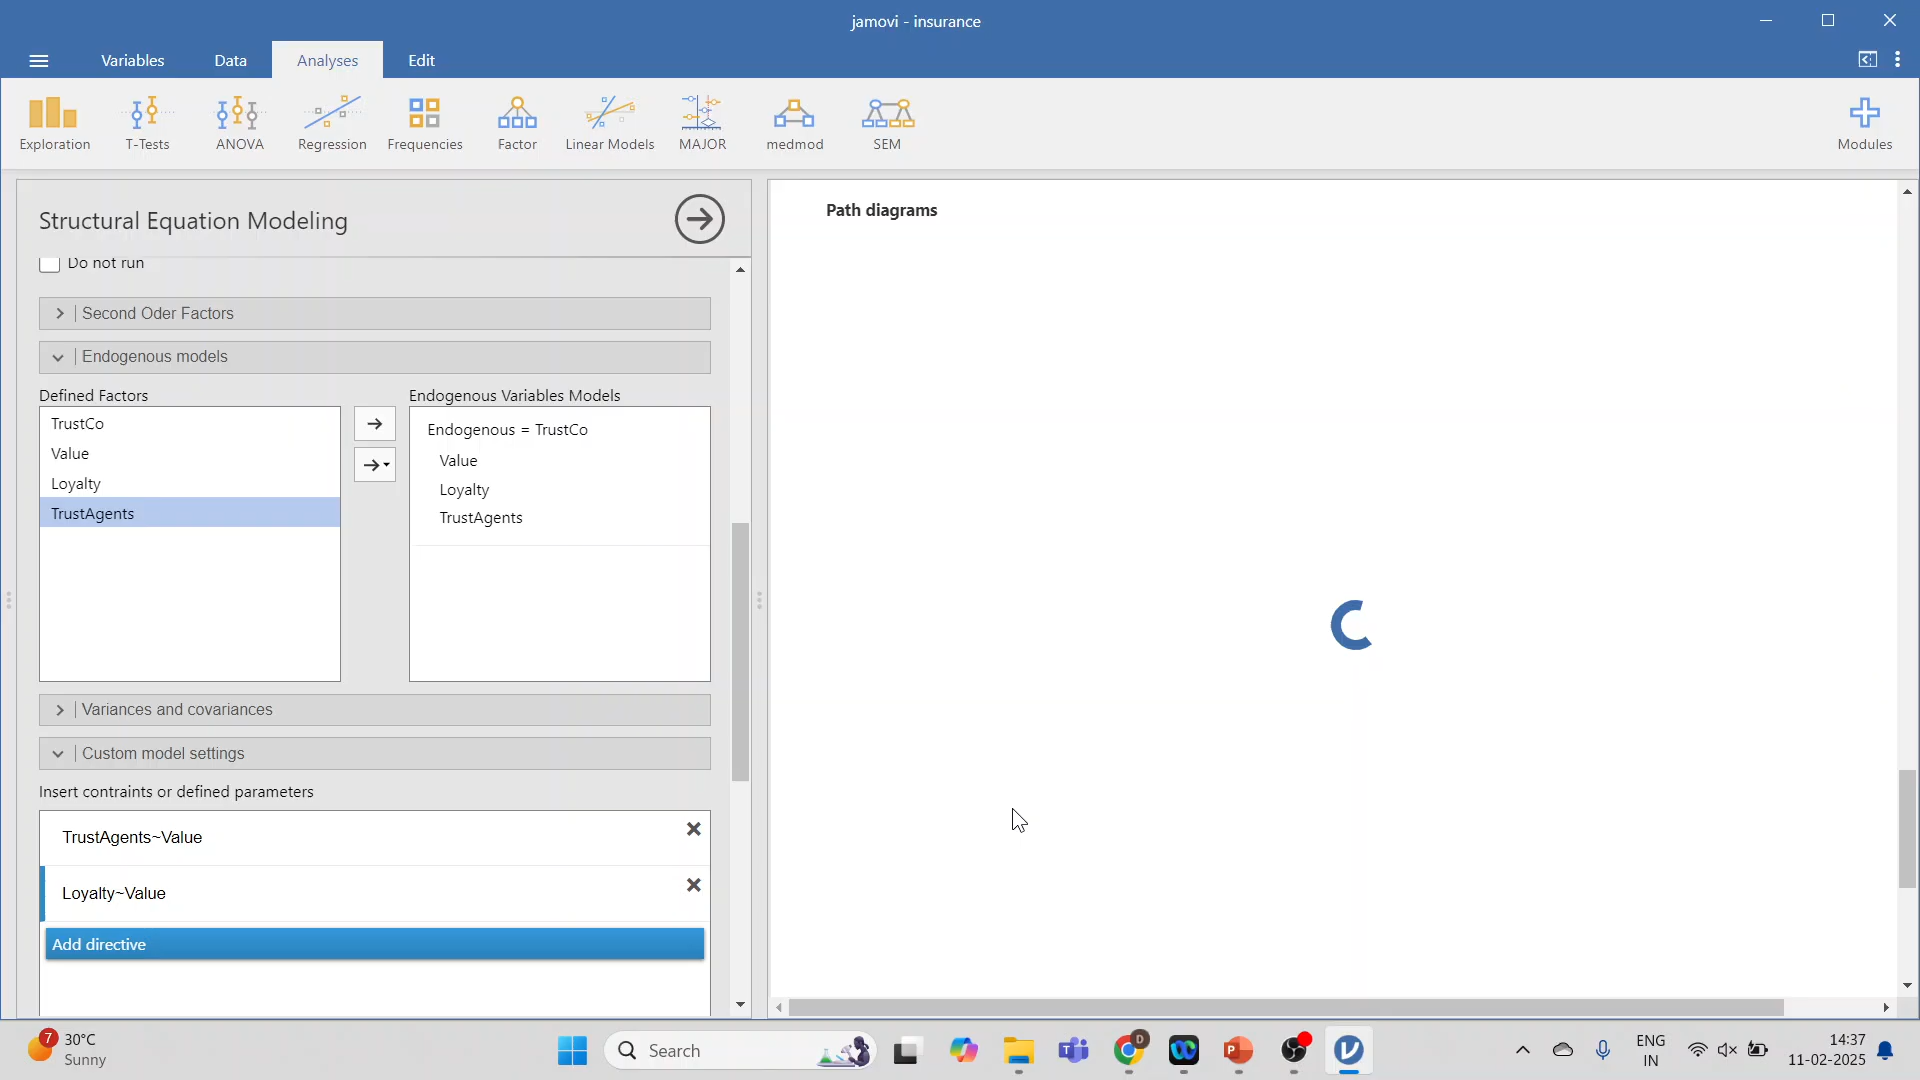 jamovi - insurance
Variables
Data
Analyses
Edit
Exploration
T-Tests
ANOVA
Regression
Frequencies
Factor
Linear Models
MAJOR
medmod
SEM
Modules
Structural Equation Modeling
Do not run
Second Oder Factors
Endogenous models
Defined Factors
Endogenous Variables Models
TrustCo
Value
Loyalty
TrustAgents
Endogenous = TrustCo
Value
Loyalty
TrustAgents
Variances and covariances
Custom model settings
Insert contraints or defined parameters
TrustAgents~Value
Loyalty~Value
Add directive
Path diagrams
7
30°C
Sunny
Search
D
ENG
IN
14:37
11-02-2025